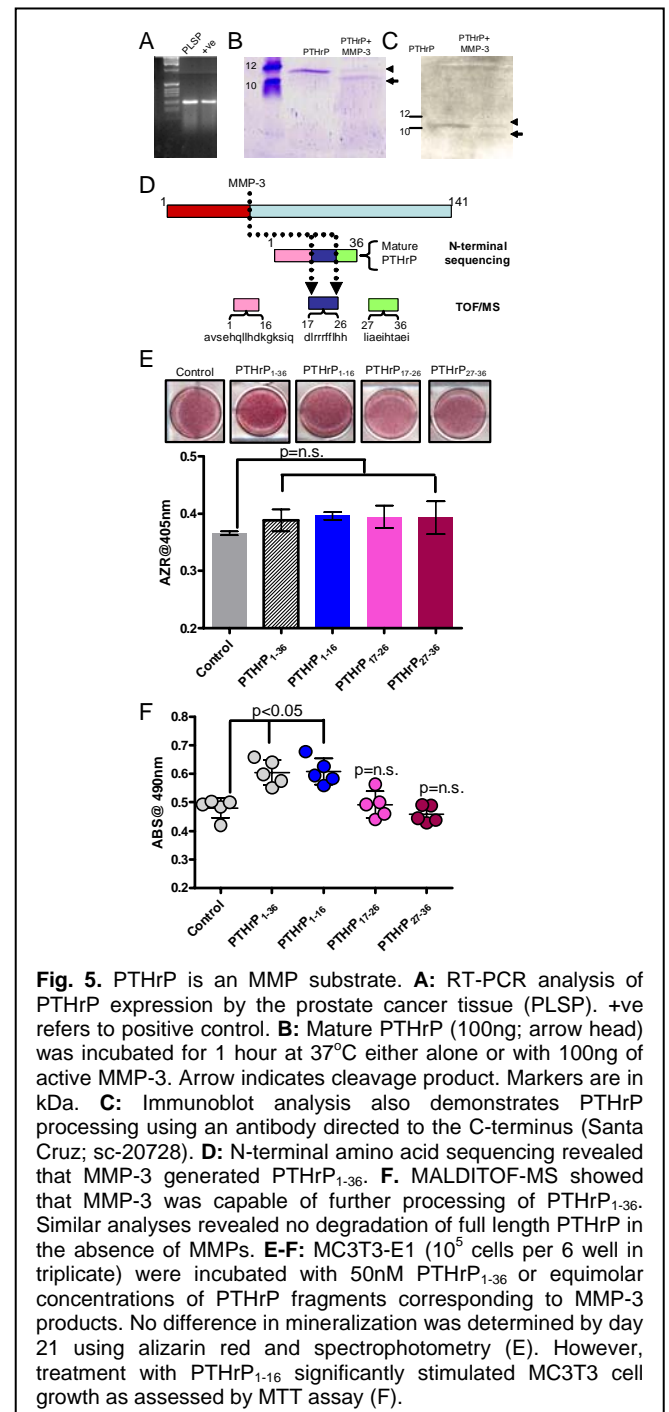 A
PLSP
+ve
B
PTHrP
PTHrP+
MMP-3
12
10
C
PTHrP
PTHrP+
MMP-3
12
10
D
MMP-3
1
141
1
36
Mature
PTHrP
N-terminal
sequencing
TOF/MS
1 16
avsehqllhdkgksiq
17 26
dlrrrfflhh
27 36
liaeihtaei
E
Control
PTHrP1-36
PTHrP1-16
PTHrP17-26
PTHrP27-36
p=n.s.
AZR@405nm
0.5
0.4
0.3
0.2
Control
PTHrP1-36
PTHrP1-16
PTHrP17-26
PTHrP27-36
F
p<0.05
p=n.s.
p=n.s.
ABS@ 490nm
0.8
0.7
0.6
0.5
0.4
0.3
0.2
Control
PTHrP1-36
PTHrP1-16
PTHrP17-26
PTHrP27-36
Fig. 5. PTHrP is an MMP substrate. A: RT-PCR analysis of
PTHrP expression by the prostate cancer tissue (PLSP). +ve
refers to positive control. B: Mature PTHrP (100ng; arrow head)
was incubated for 1 hour at 37oC either alone or with 100ng of
active MMP-3. Arrow indicates cleavage product. Markers are in
kDa. C: Immunoblot analysis also demonstrates PTHrP
processing using an antibody directed to the C-terminus (Santa
Cruz; sc-20728). D: N-terminal amino acid sequencing revealed
that MMP-3 generated PTHrP1-36. F. MALDITOF-MS showed
that MMP-3 was capable of further processing of PTHrP1-36.
Similar analyses revealed no degradation of full length PTHrP in
the absence of MMPs. E-F: MC3T3-E1 (10^5 cells per 6 well in
triplicate) were incubated with 50nM PTHrP1-36 or equimolar
concentrations of PTHrP fragments corresponding to MMP-3
products. No difference in mineralization was determined by day
21 using alizarin red and spectrophotometry (E). However,
treatment with PTHrP1-16 significantly stimulated MC3T3 cell
growth as assessed by MTT assay (F).